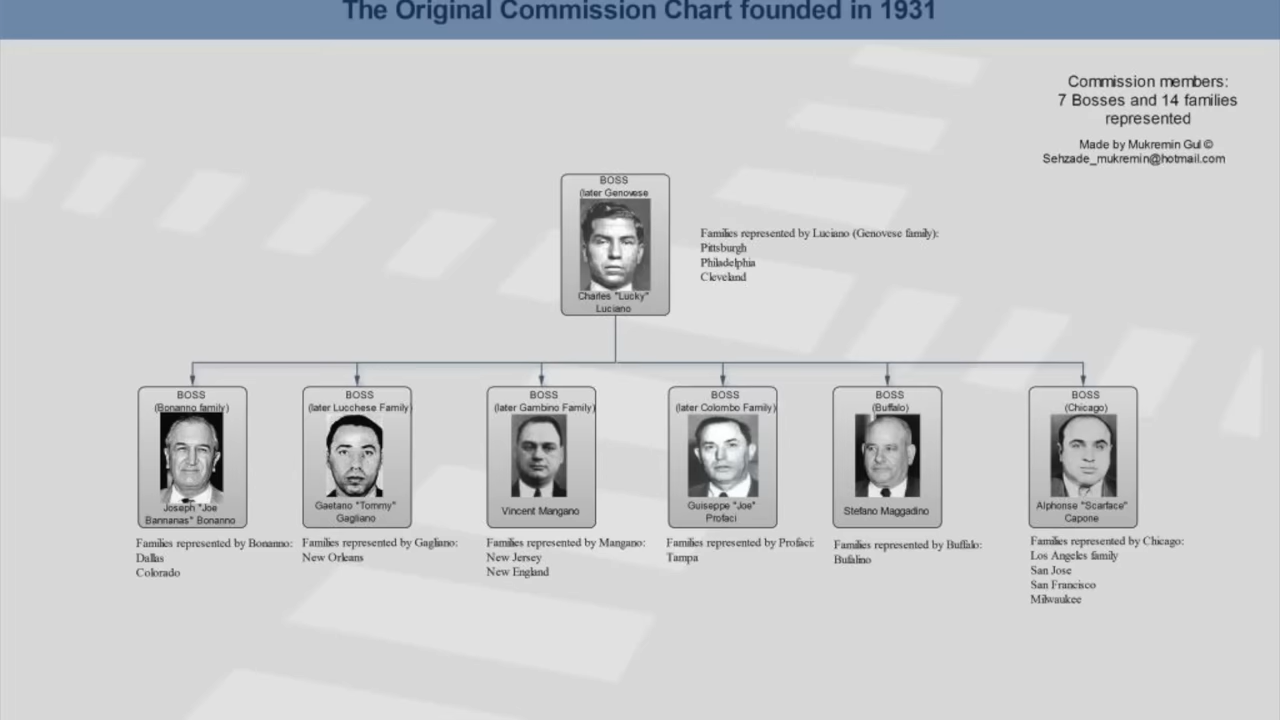 The Original Commission Chart founded in 1931
Commission members:
7 Bosses and 14 families
represented
Made by Mukremin Gul ©
Sehzade_mukremin@hotmail.com
BOSS
(later Genovese
Charles "Lucky"
Luciano
Families represented by Luciano (Genovese family):
Pittsburgh
Philadelphia
Cleveland
BOSS
(Bonanno family)
Joseph "Joe
Bannanas" Bonanno
Families represented by Bonanno:
Dallas
Colorado
BOSS
(later Lucchese Family)
Gaetano "Tommy"
Gagliano
Families represented by Gagliano:
New Orleans
BOSS
(later Gambino Family)
Vincent Mangano
Families represented by Mangano:
New Jersey
New England
BOSS
(later Colombo Family)
Guiseppe "Joe"
Profaci
Families represented by Profaci:
Tampa
BOSS
(Buffalo)
Stefano Maggadino
Families represented by Buffalo:
Bufalino
BOSS
(Chicago)
Alphonse "Scarface"
Capone
Families represented by Chicago:
Los Angeles family
San Jose
San Francisco
Milwaukee